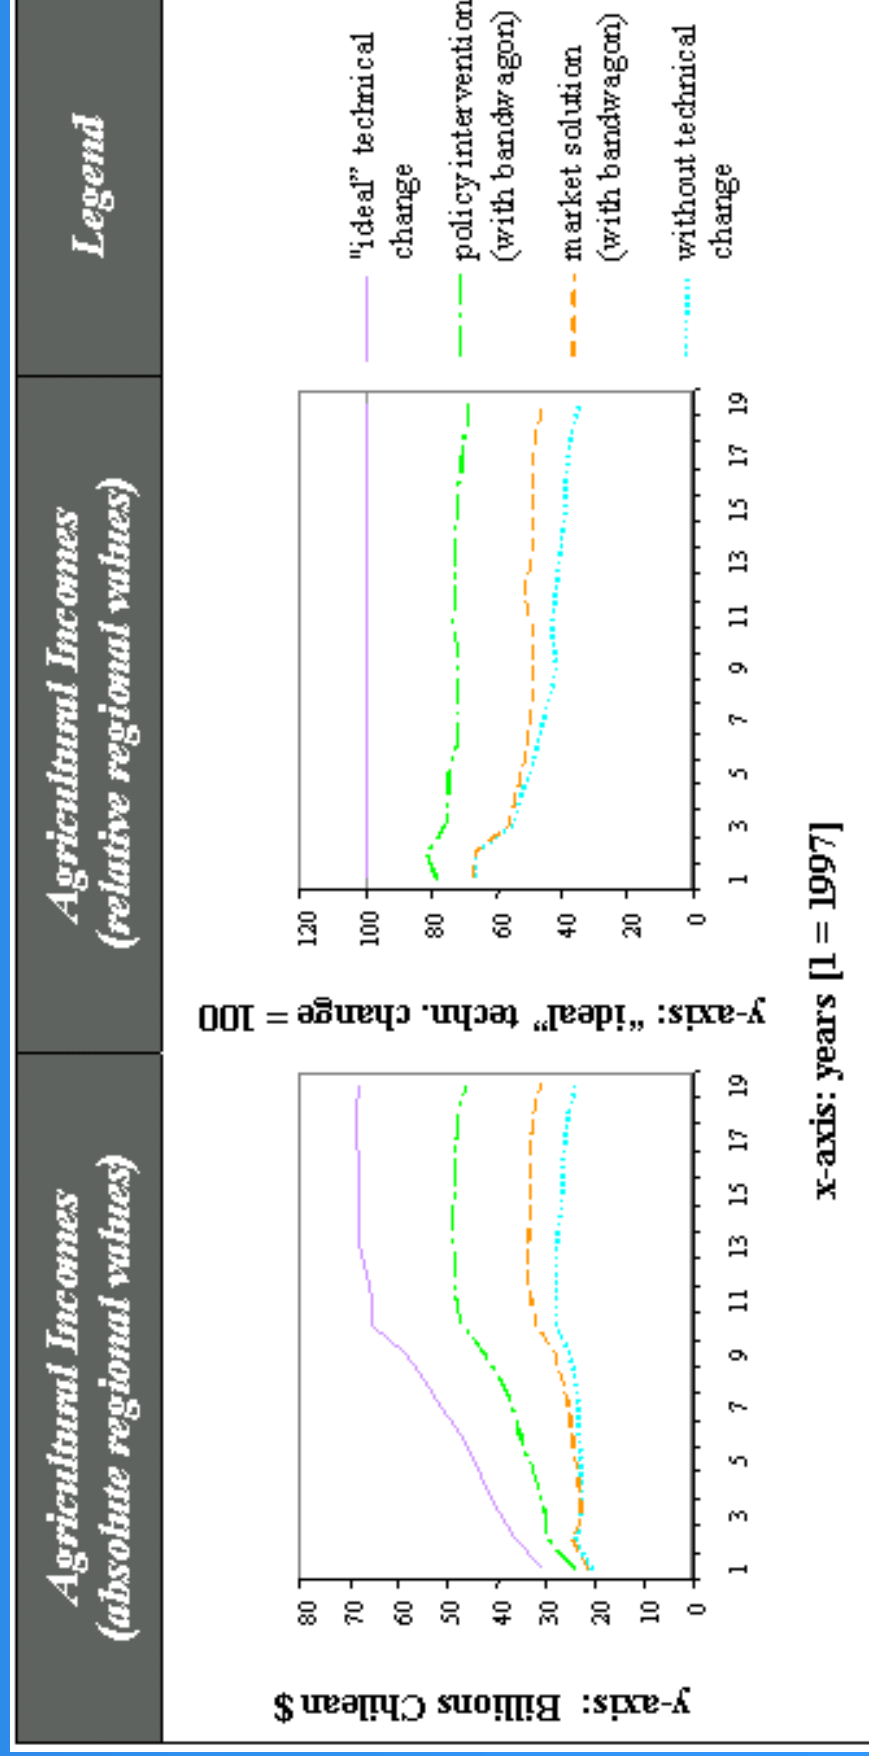 Agricultural Incomes
(absolute regional values)
Agricultural Incomes
(relative regional values)
Legend
y-axis: Billions Chilean $
80
70
60
50
40
30
20
10
0
1 3 5 7 9 11 13 15 17 19
y-axis: “ideal” techn. change = 100
120
100
80
60
40
20
0
1 3 5 7 9 11 13 15 17 19
"ideal” technical
change
policy intervention
(with bandwagon)
market solution
(with bandwagon)
without technical
change
x-axis: years [1 = 1997]